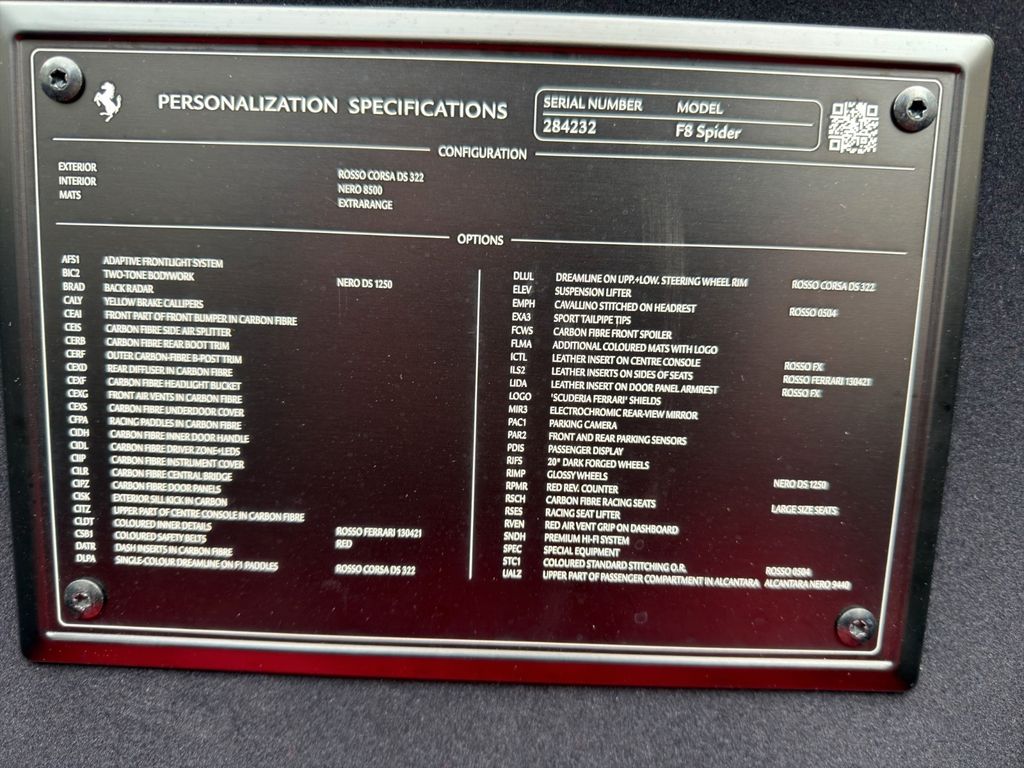 PERSONALIZATION SPECIFICATIONS
SERIAL NUMBER MODEL
284232 F8 Spider
CONFIGURATION
EXTERIOR ROSSO CORSA DS 322
INTERIOR NERO 8500
MATS EXTRARANGE
OPTIONS
AFS1 ADAPTIVE FRONTLIGHT SYSTEM
BIC2 TWO-TONE BODYWORK NERO DS 1250
BRAD BACK RADAR
CALY YELLOW BRAKE CALLIPERS
CEA1 FRONT PART OF FRONT BUMPER IN CARBON FIBRE
CEIS CARBON FIBRE SIDE AIR SPLITTER
CERB CARBON FIBRE REAR BOOT TRIM
CERF OUTER CARBON-FIBRE B-POST TRIM
CEXD REAR DIFFUSER IN CARBON FIBRE
CEXF CARBON FIBRE HEADLIGHT BUCKET
CEXG FRONT AIR VENTS IN CARBON FIBRE
CEXS CARBON FIBRE UNDERDOOR COVER
CFPA RACING PADDLES IN CARBON FIBRE
CIDH CARBON FIBRE INNER DOOR HANDLE
CIDL CARBON FIBRE DRIVER ZONE+LEDS
CIIP CARBON FIBRE INSTRUMENT COVER
CILR CARBON FIBRE CENTRAL BRIDGE
CIPZ CARBON FIBRE DOOR PANELS
CISK EXTERIOR SILL KICK IN CARBON
CITZ UPPER PART OF CENTRE CONSOLE IN CARBON FIBRE
CLDT COLOURED INNER DETAILS ROSSO FERRARI 130421
CSB1 COLOURED SAFETY BELTS RED
DATR DASH INSERTS IN CARBON FIBRE
DLPA SINGLE-COLOUR DREAMLINE ON F1 PADDLES ROSSO CORSA DS 322
DLUL DREAMLINE ON UPP.+LOW. STEERING WHEEL RIM ROSSO CORSA DS 322
ELEV SUSPENSION LIFTER
EMPH CAVALLINO STITCHED ON HEADREST ROSSO 0504
EXA3 SPORT TAILPIPE TIPS
FCWS CARBON FIBRE FRONT SPOILER
FLMA ADDITIONAL COLOURED MATS WITH LOGO
ICTL LEATHER INSERT ON CENTRE CONSOLE ROSSO FX
ILS2 LEATHER INSERTS ON SIDES OF SEATS ROSSO FERRARI 130421
LIDA LEATHER INSERT ON DOOR PANEL ARMREST ROSSO FX
LOGO 'SCUDERIA FERRARI' SHIELDS
MIR3 ELECTROCHROMIC REAR-VIEW MIRROR
PAC1 PARKING CAMERA
PAR2 FRONT AND REAR PARKING SENSORS
PDIS PASSENGER DISPLAY
RIFS 20" DARK FORGED WHEELS
RIMP GLOSSY WHEELS NERO DS 1250
RPMR RED REV. COUNTER
RSCH CARBON FIBRE RACING SEATS LARGE SIZE SEATS
RSES RACING SEAT LIFTER
RVEN RED AIR VENT GRIP ON DASHBOARD
SNDH PREMIUM HI-FI SYSTEM
SPEC SPECIAL EQUIPMENT
STC1 COLOURED STANDARD STITCHING O.R. ROSSO 0504
UALZ UPPER PART OF PASSENGER COMPARTMENT IN ALCANTARA ALCANTARA NERO 9440